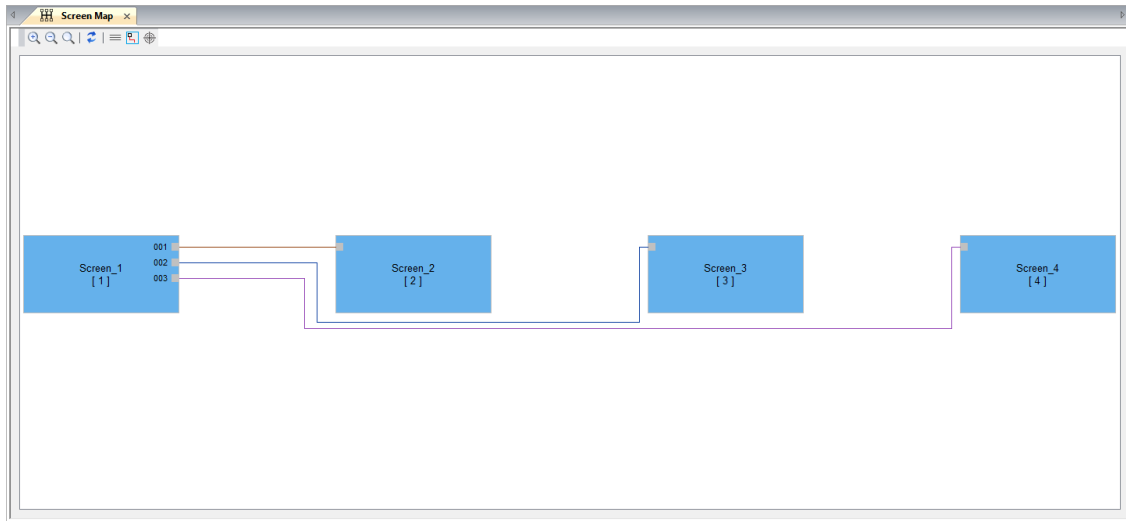 Screen Map
001
002
003
Screen_1
[ 1 ]
Screen_2
[ 2 ]
Screen_3
[ 3 ]
Screen_4
[ 4 ]